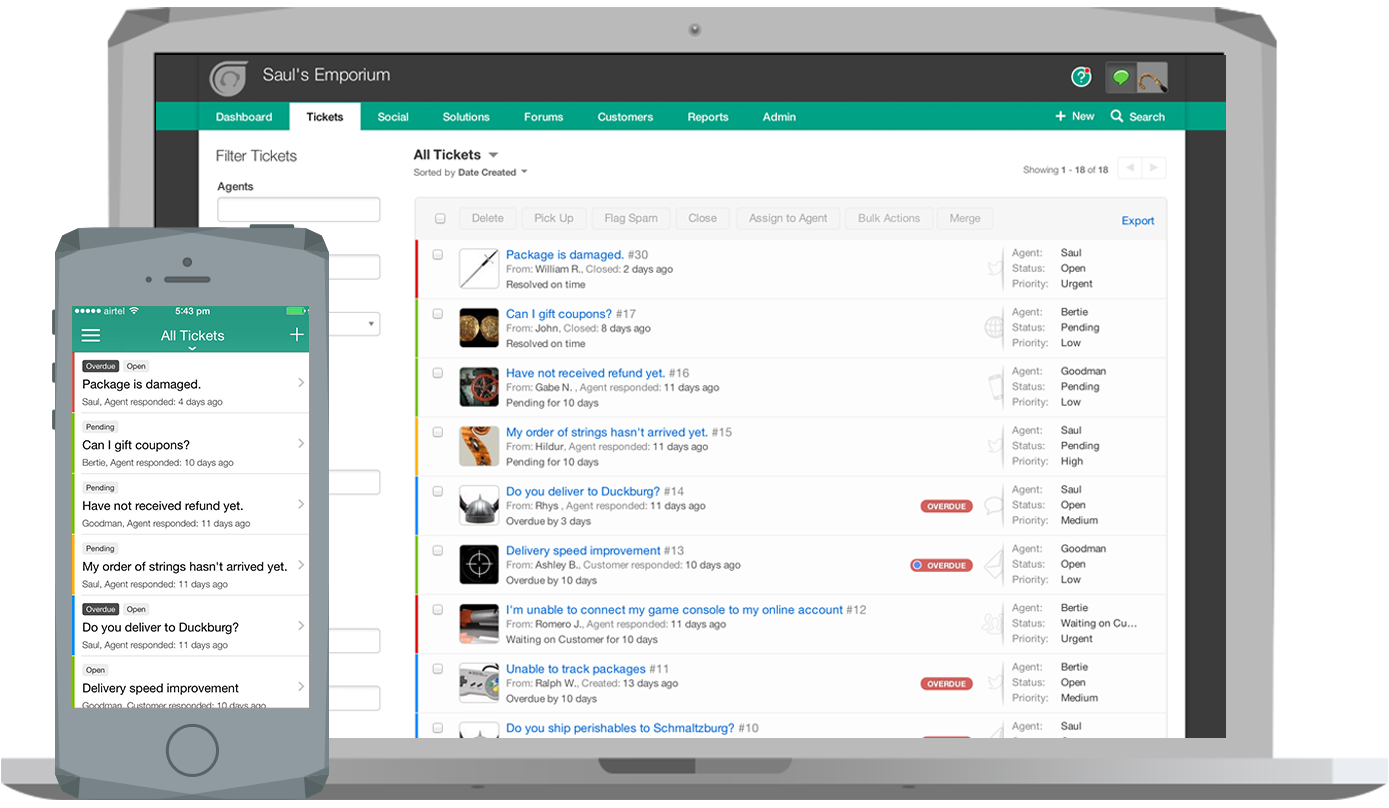 Saul's Emporium
Dashboard
Tickets
Social
Solutions
Forums
Customers
Reports
Admin
New
Search
Filter Tickets
Agents
All Tickets
Sorted by Date Created
Showing 1 - 18 of 18
Delete
Pick Up
Flag Spam
Close
Assign to Agent
Bulk Actions
Merge
Export
Package is damaged. #30
From: William R., Closed: 2 days ago
Resolved on time
Agent: Saul
Status: Open
Priority: Urgent
Can I gift coupons? #17
From: John, Closed: 8 days ago
Resolved on time
Agent: Bertie
Status: Pending
Priority: Low
Have not received refund yet. #16
From: Gabe N. , Agent responded: 11 days ago
Pending for 10 days
Agent: Goodman
Status: Pending
Priority: Low
My order of strings hasn't arrived yet. #15
From: Hildur, Agent responded: 11 days ago
Pending for 10 days
Agent: Saul
Status: Pending
Priority: High
Do you deliver to Duckburg? #14
From: Rhys , Agent responded: 11 days ago
Overdue by 3 days
OVERDUE
Agent: Saul
Status: Open
Priority: Medium
Delivery speed improvement #13
From: Ashley B., Customer responded: 10 days ago
Overdue by 10 days
OVERDUE
Agent: Goodman
Status: Open
Priority: Low
I'm unable to connect my game console to my online account #12
From: Romero J., Agent responded: 11 days ago
Waiting on Customer for 10 days
Agent: Bertie
Status: Waiting on Cu...
Priority: Urgent
Unable to track packages #11
From: Ralph W., Created: 13 days ago
Overdue by 10 days
OVERDUE
Agent: Bertie
Status: Open
Priority: Medium
Do you ship perishables to Schmaltzburg? #10
Agent: Saul
airtel
5:43 pm
All Tickets
Overdue Open
Package is damaged.
Saul, Agent responded: 4 days ago
Pending
Can I gift coupons?
Bertie, Agent responded: 10 days ago
Pending
Have not received refund yet.
Goodman, Agent responded: 11 days ago
Pending
My order of strings hasn't arrived yet.
Saul, Agent responded: 11 days ago
Overdue Open
Do you deliver to Duckburg?
Saul, Agent responded: 11 days ago
Open
Delivery speed improvement
Goodman, Customer responded: 10 days ago